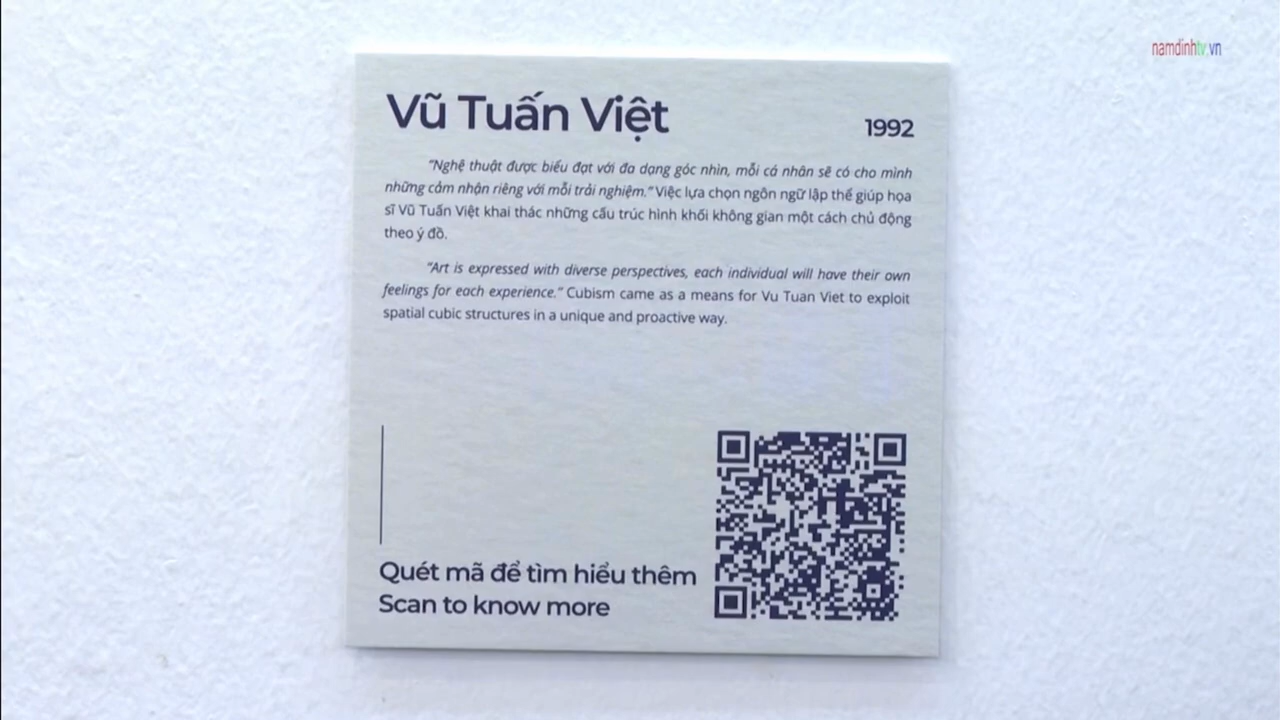 namdinhtv.vn
Vũ Tuấn Việt
1992
“Nghệ thuật được biểu đạt với đa dạng góc nhìn, mỗi cá nhân sẽ có cho mình
những cảm nhận riêng với mỗi trải nghiệm.” Việc lựa chọn ngôn ngữ lập thể giúp họa
sĩ Vũ Tuấn Việt khai thác những cấu trúc hình khối không gian một cách chủ động
theo ý đồ.
“Art is expressed with diverse perspectives, each individual will have their own
feelings for each experience.” Cubism came as a means for Vu Tuan Viet to exploit
spatial cubic structures in a unique and proactive way.
Quét mã để tìm hiểu thêm
Scan to know more